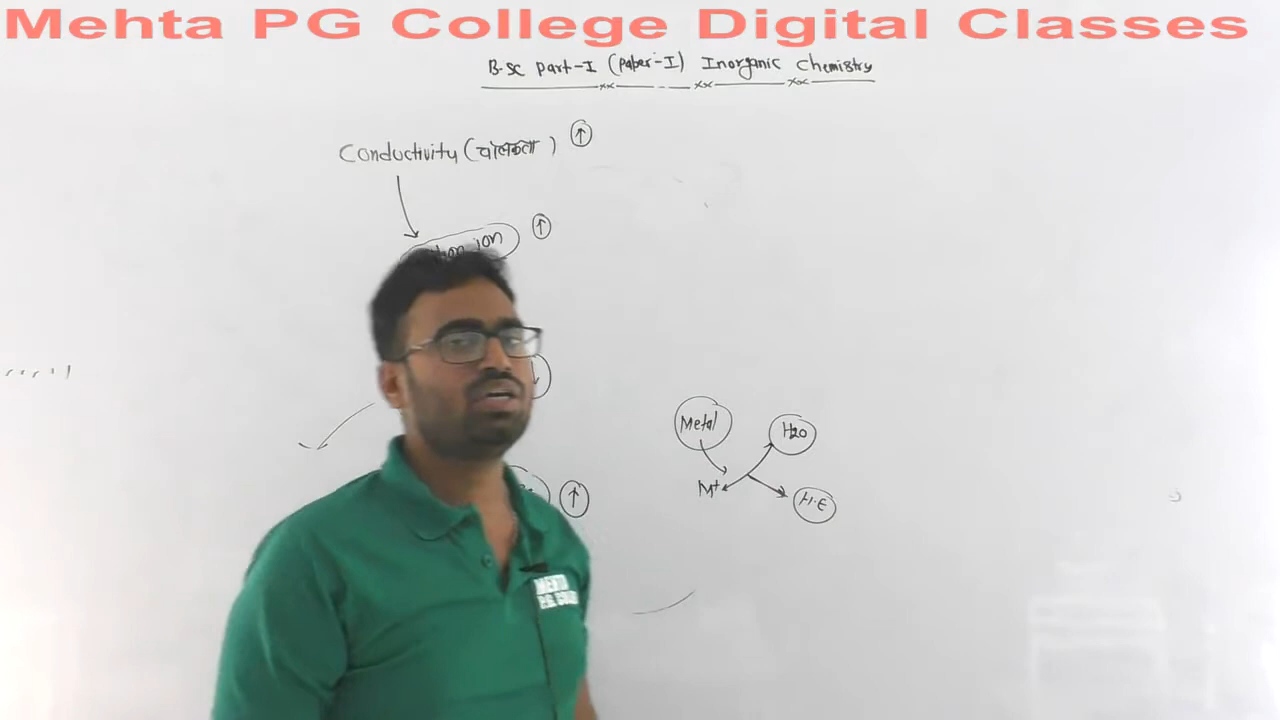 Mehta PG College Digital Classes
B.Sc part-I (paper-I) Inorganic Chemistry
Conductivity (चालकता) ↑
ion ↑
Metal
H2O
M+
H.E
↑